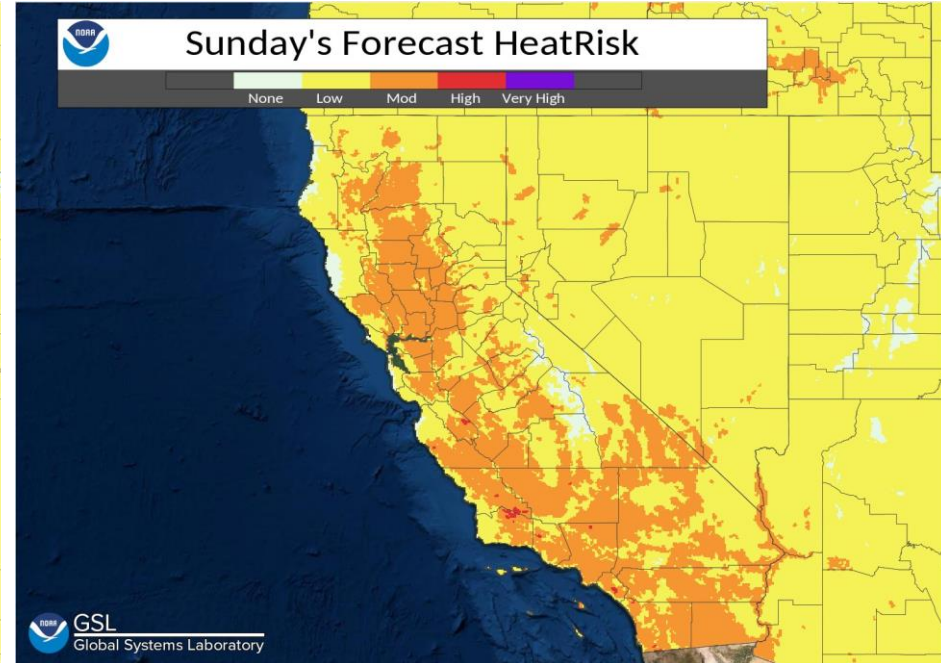 NOAA
Sunday's Forecast HeatRisk
None Low Mod High Very High
NOAA
GSL
Global Systems Laboratory